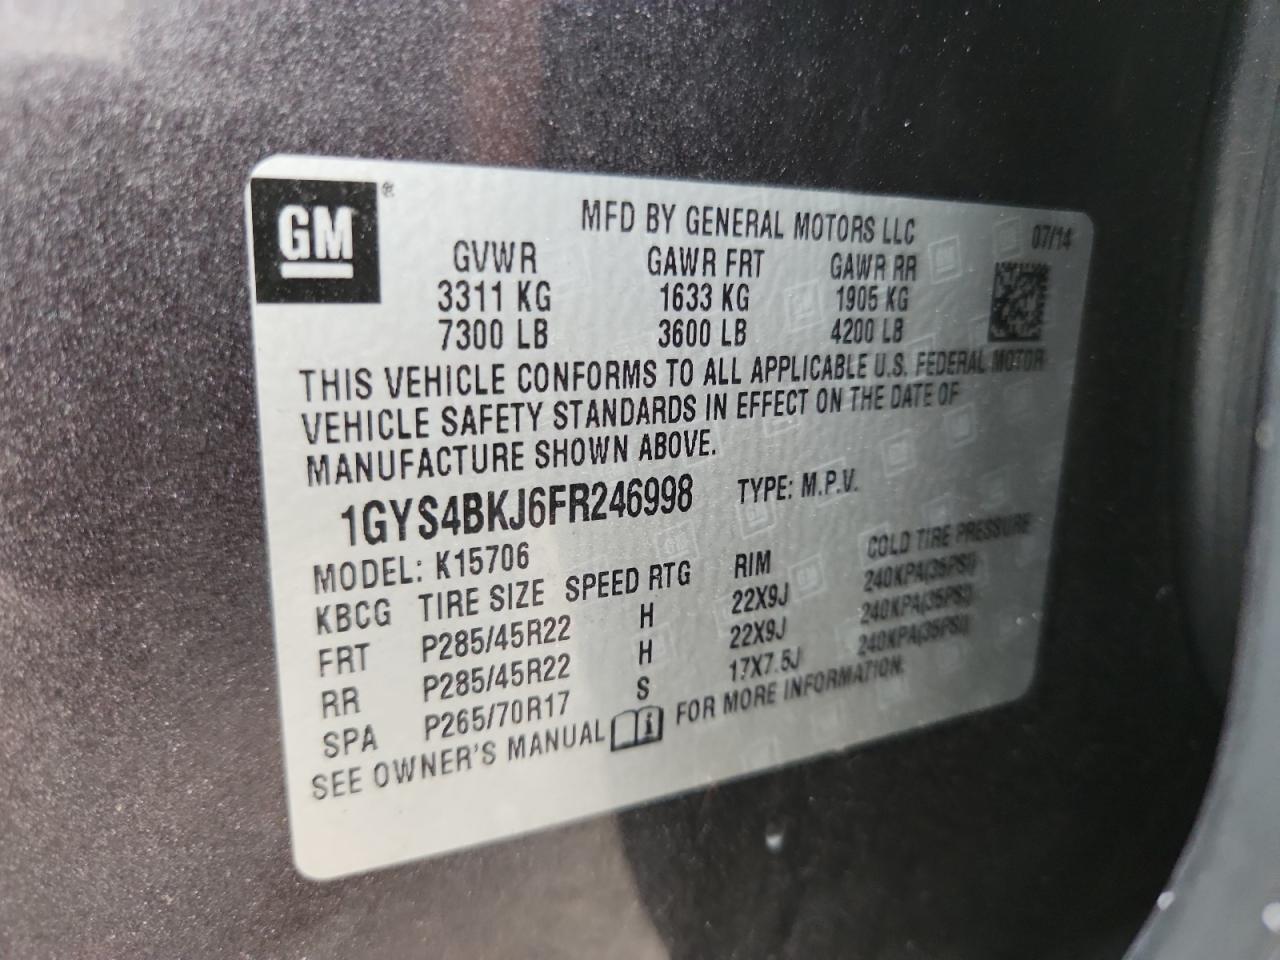 GM ®
MFD BY GENERAL MOTORS LLC 07/14
GVWR GAWR FRT GAWR RR
3311 KG 1633 KG 1905 KG
7300 LB 3600 LB 4200 LB
THIS VEHICLE CONFORMS TO ALL APPLICABLE U.S. FEDERAL MOTOR
VEHICLE SAFETY STANDARDS IN EFFECT ON THE DATE OF
MANUFACTURE SHOWN ABOVE.
1GYS4BKJ6FR246998 TYPE: M.P.V.
MODEL: K15706
KBCG TIRE SIZE SPEED RTG RIM COLD TIRE PRESSURE
FRT P285/45R22 H 22X9J 240KPA(35PSI)
RR P285/45R22 H 22X9J 240KPA(35PSI)
SPA P265/70R17 S 17X7.5J 240KPA(35PSI)
SEE OWNER'S MANUAL FOR MORE INFORMATION.